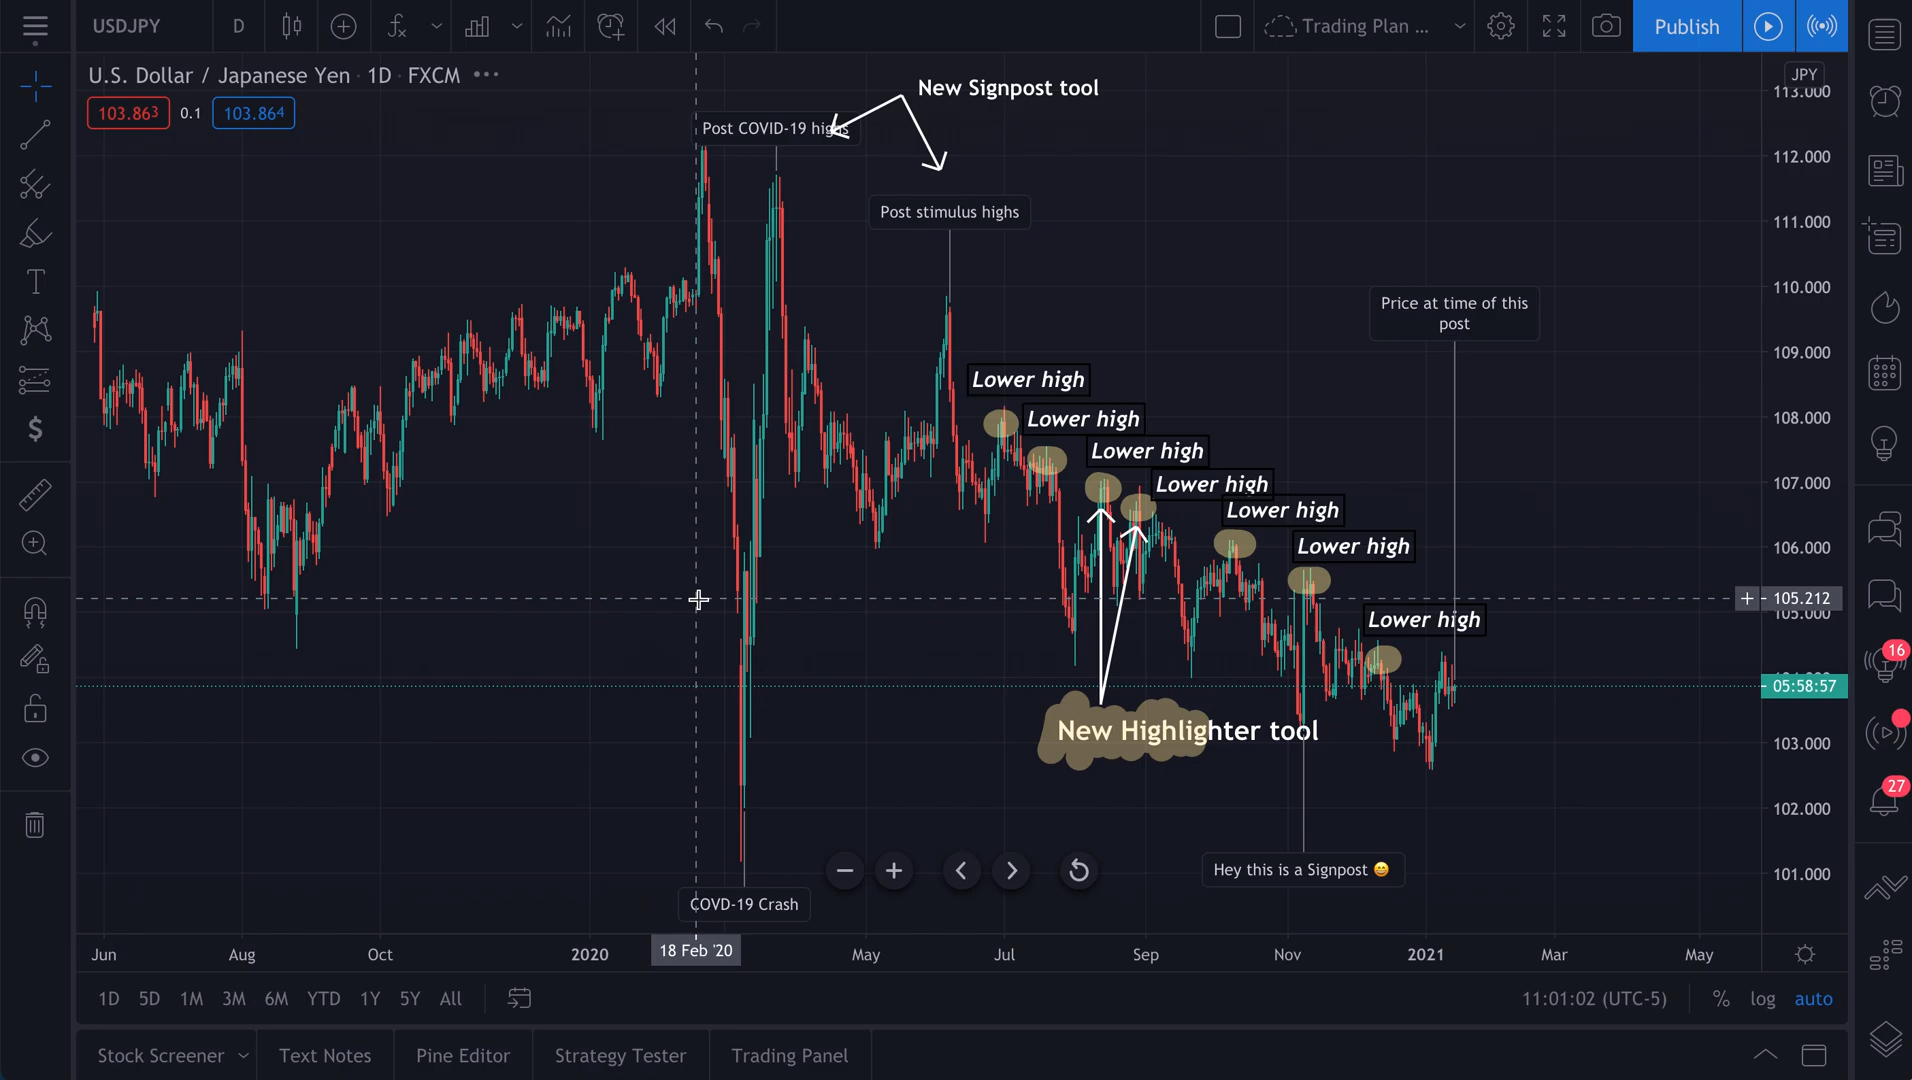 USDJPY D Trading Plan ... Publish
U.S. Dollar / Japanese Yen · 1D · FXCM
103.863 0.1 103.864
JPY
113.000
112.000
111.000
110.000
109.000
108.000
107.000
106.000
105.212
105.000
05:58:57
103.000
102.000
101.000
New Signpost tool
Post COVID-19 highs
Post stimulus highs
Price at time of this
post
Lower high
Lower high
Lower high
Lower high
Lower high
Lower high
Lower high
New Highlighter tool
Hey this is a Signpost 😄
COVD-19 Crash
Jun Aug Oct 2020 18 Feb '20 May Jul Sep Nov 2021 Mar May
1D 5D 1M 3M 6M YTD 1Y 5Y All 11:01:02 (UTC-5) % log auto
Stock Screener Text Notes Pine Editor Strategy Tester Trading Panel
16
27